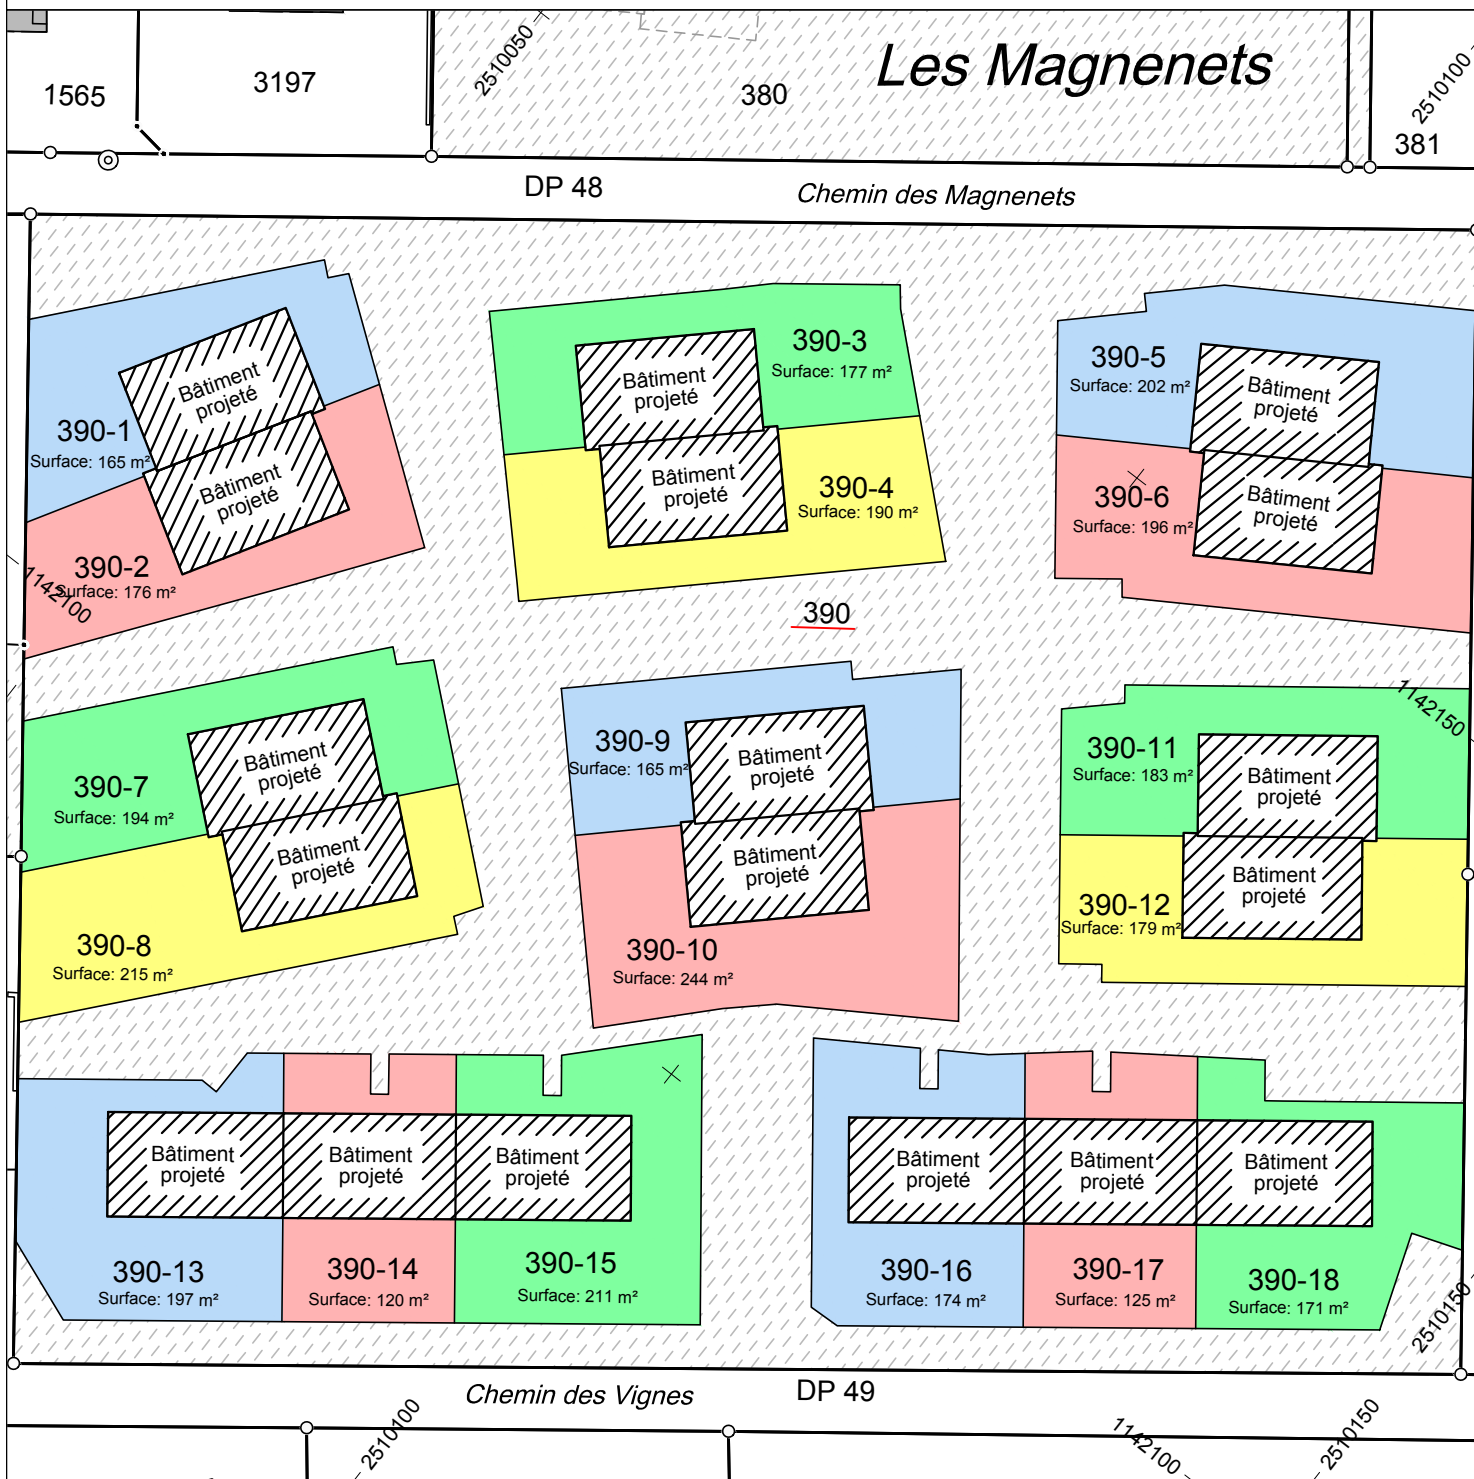 2510050
Les Magnenets
2510100
1565
3197
380
381
DP 48
Chemin des Magnenets
390-1
Surface: 165 m²
Bâtiment
projeté
Bâtiment
projeté
390-2
Surface: 176 m²
1142100
390-3
Surface: 177 m²
Bâtiment
projeté
Bâtiment
projeté
390-4
Surface: 190 m²
390-5
Surface: 202 m²
Bâtiment
projeté
390-6
Surface: 196 m²
Bâtiment
projeté
390
390-7
Surface: 194 m²
Bâtiment
projeté
Bâtiment
projeté
390-8
Surface: 215 m²
390-9
Surface: 165 m²
Bâtiment
projeté
Bâtiment
projeté
390-10
Surface: 244 m²
1142150
390-11
Surface: 183 m²
Bâtiment
projeté
390-12
Surface: 179 m²
Bâtiment
projeté
Bâtiment
projeté
Bâtiment
projeté
Bâtiment
projeté
390-13
Surface: 197 m²
390-14
Surface: 120 m²
390-15
Surface: 211 m²
Bâtiment
projeté
Bâtiment
projeté
Bâtiment
projeté
390-16
Surface: 174 m²
390-17
Surface: 125 m²
390-18
Surface: 171 m²
2510150
Chemin des Vignes
DP 49
2510100
1142100
2510150